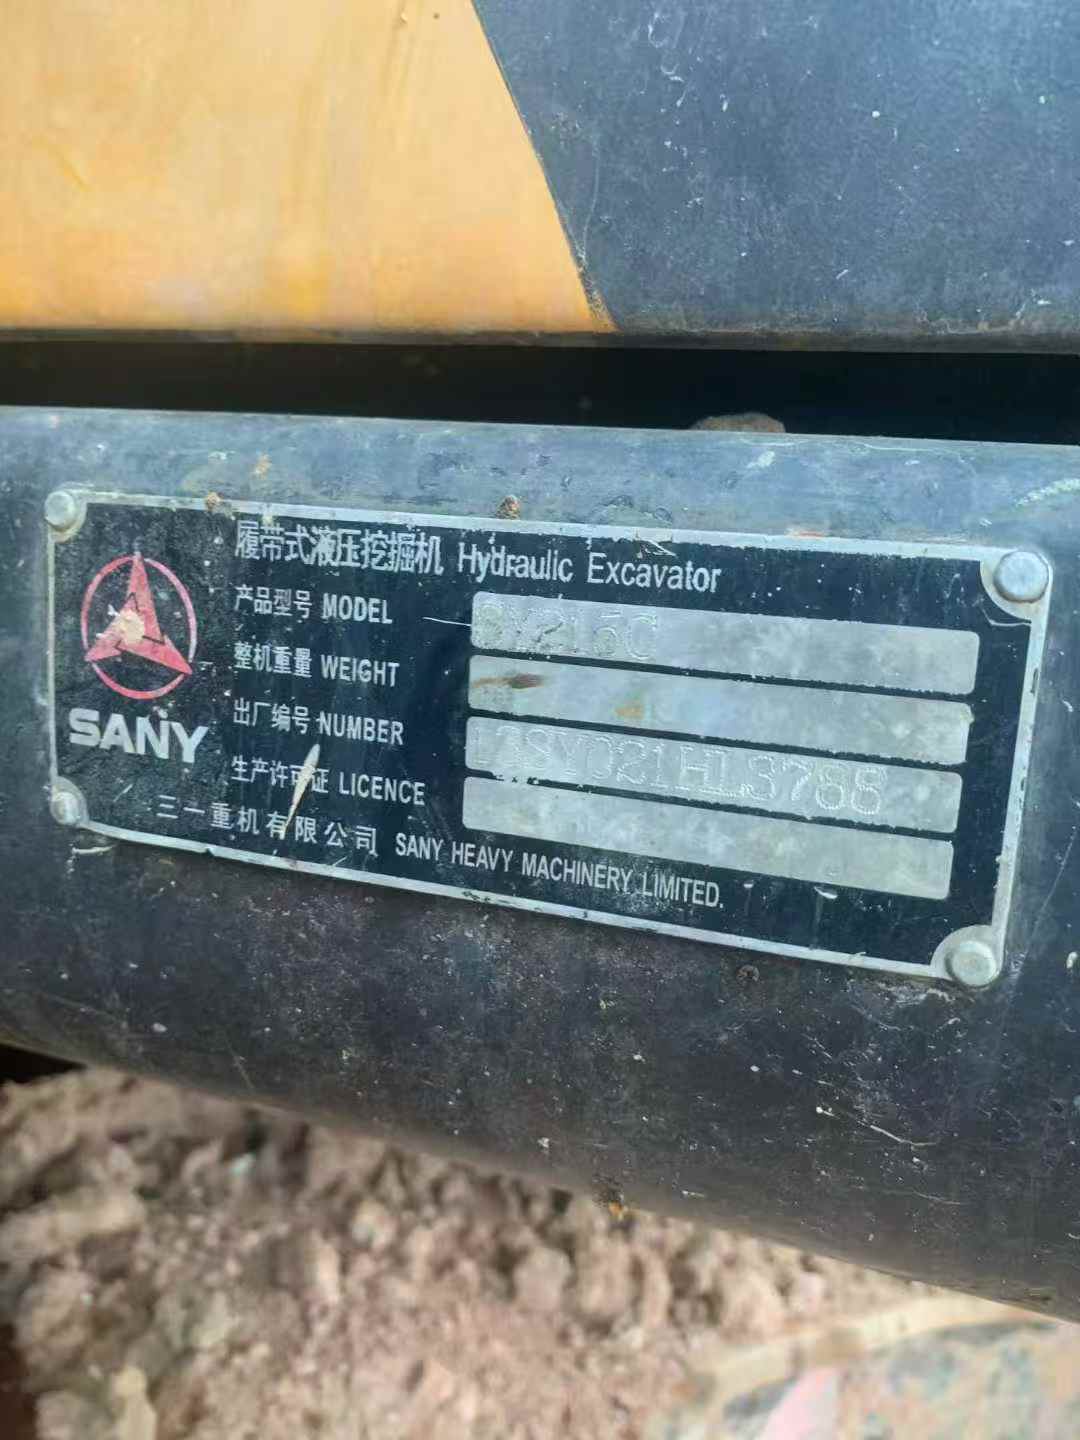 履带式液压挖掘机 Hydraulic Excavator
产品型号 MODEL SY215C
整机重量 WEIGHT
出厂编号 NUMBER
生产许可证 LICENCE
SANY
三一重机有限公司 SANY HEAVY MACHINERY LIMITED.